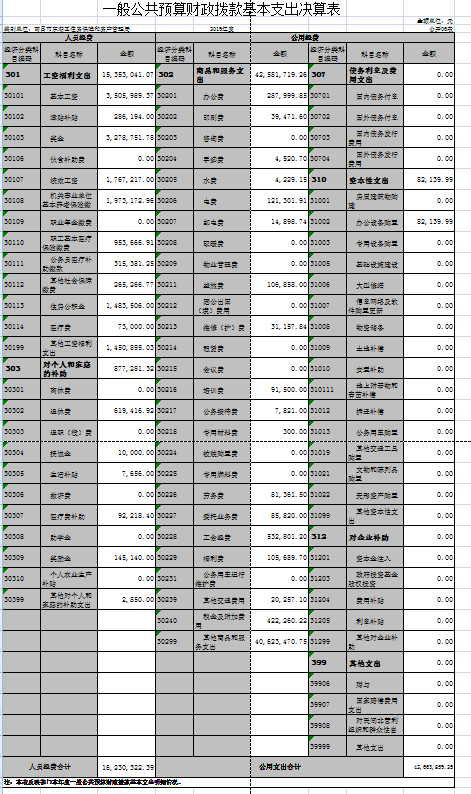 一般公共预算财政拨款基本支出决算表
金额单位：元
2019年度 公开06表
人员经费 公用经费
经济分类科目编码 科目名称 金额 经济分类科目编码 科目名称 金额 经济分类科目编码 科目名称 金额
301 工资福利支出 15,353,041.07 302 商品和服务支出 42,581,719.26 307 债务利息及费用支出 0.00
30101 基本工资 3,505,989.37 30201 办公费 287,999.85 30701 国内债务付息 0.00
30102 津贴补贴 286,194.00 30202 印刷费 39,471.60 30702 国外债务付息 0.00
30103 奖金 3,278,751.78 30203 咨询费 0.00 30703 国内债务发行费用 0.00
30106 伙食补助费 0.00 30204 手续费 4,520.70 30704 国外债务发行费用 0.00
30107 绩效工资 1,767,217.00 30205 水费 4,229.15 310 资本性支出 82,139.99
30108 机关事业单位基本养老保险缴 1,973,172.96 30206 电费 121,301.91 31001 房屋建筑物购建 0.00
30109 职业年金缴费 0.00 30207 邮电费 14,898.74 31002 办公设备购置 82,139.99
30110 职工基本医疗保险缴费 953,666.91 30208 取暖费 0.00 31003 专用设备购置 0.00
30111 公务员医疗补助缴款 315,381.25 30209 物业管理费 0.00 31005 基础设施建设 0.00
30112 其他社会保障缴费 265,266.77 30211 差旅费 106,858.00 31006 大型修缮 0.00
30113 住房公积金 1,483,506.00 30212 因公出国（境）费用 0.00 31007 信息网络及软件购置更新 0.00
30114 医疗费 73,000.00 30213 维修（护）费 31,157.84 31008 物资储备 0.00
30199 其他工资福利支出 1,450,895.03 30214 租赁费 0.00 31009 土地补偿 0.00
303 对个人和家庭的补助 877,281.32 30215 会议费 0.00 31010 安置补助 0.00
30301 离休费 0.00 30216 培训费 91,500.00 310111 地上附着物和青苗补偿 0.00
30302 退休费 619,416.92 30217 公务接待费 7,821.00 31012 拆迁补偿 0.00
30303 退职（役）费 0.00 30218 专用材料费 300.00 31013 公务用车购置 0.00
30304 抚恤金 10,000.00 30224 被装购置费 0.00 31019 其他交通工具购置 0.00
30305 生活补贴 7,656.00 30225 专用燃料费 0.00 31021 文物和陈列品购置 0.00
30306 救济费 0.00 30226 劳务费 81,361.50 31022 无形资产购置 0.00
30307 医疗费补助 92,218.40 30227 委托业务费 85,820.00 31099 其他资本性支出 0.00
30308 助学金 0.00 30228 工会经费 532,801.20 312 对企业补助 0.00
30309 奖励金 145,140.00 30229 福利费 105,689.70 31201 资本金注入 0.00
30310 个人农业生产补贴 0.00 30231 公务用车运行维护费 0.00 31203 政府投资基金股权投资 0.00
30399 其他对个人和家庭的补助支出 2,850.00 30239 其他交通费用 20,257.10 31204 费用补贴 0.00
30240 税金及附加费用 422,260.22 31205 利息补贴 0.00
30299 其他商品和服务支出 40,623,470.75 31299 其他对企业补助 0.00
399 其他支出 0.00
39906 赠与 0.00
39907 国家赔偿费用支出 0.00
39908 对民间非营利组织和群众性自 0.00
39999 其他支出 0.00
人员经费合计 16,230,322.39 公用支出合计 42,663,859.25
注：本表反映部门本年度一般公共预算财政拨款基本支出明细情况。